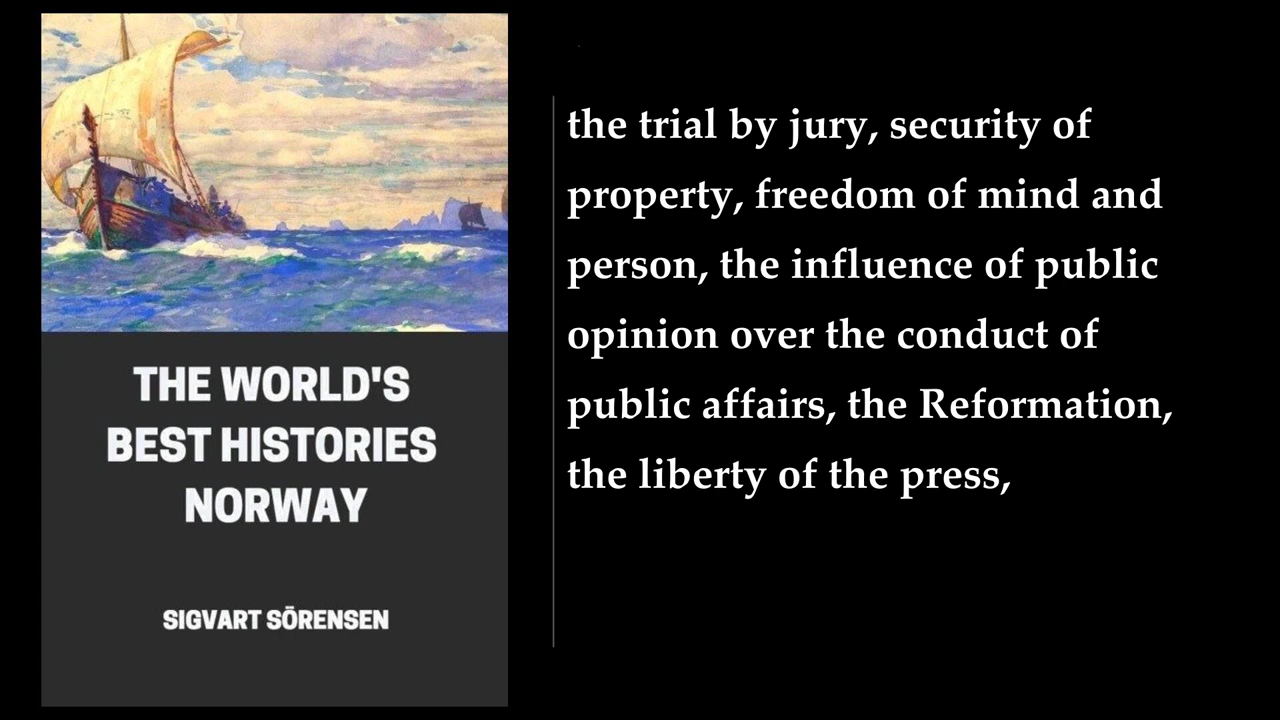 THE WORLD'S
BEST HISTORIES
NORWAY
SIGVART SÖRENSEN
the trial by jury, security of
property, freedom of mind and
person, the influence of public
opinion over the conduct of
public affairs, the Reformation,
the liberty of the press,